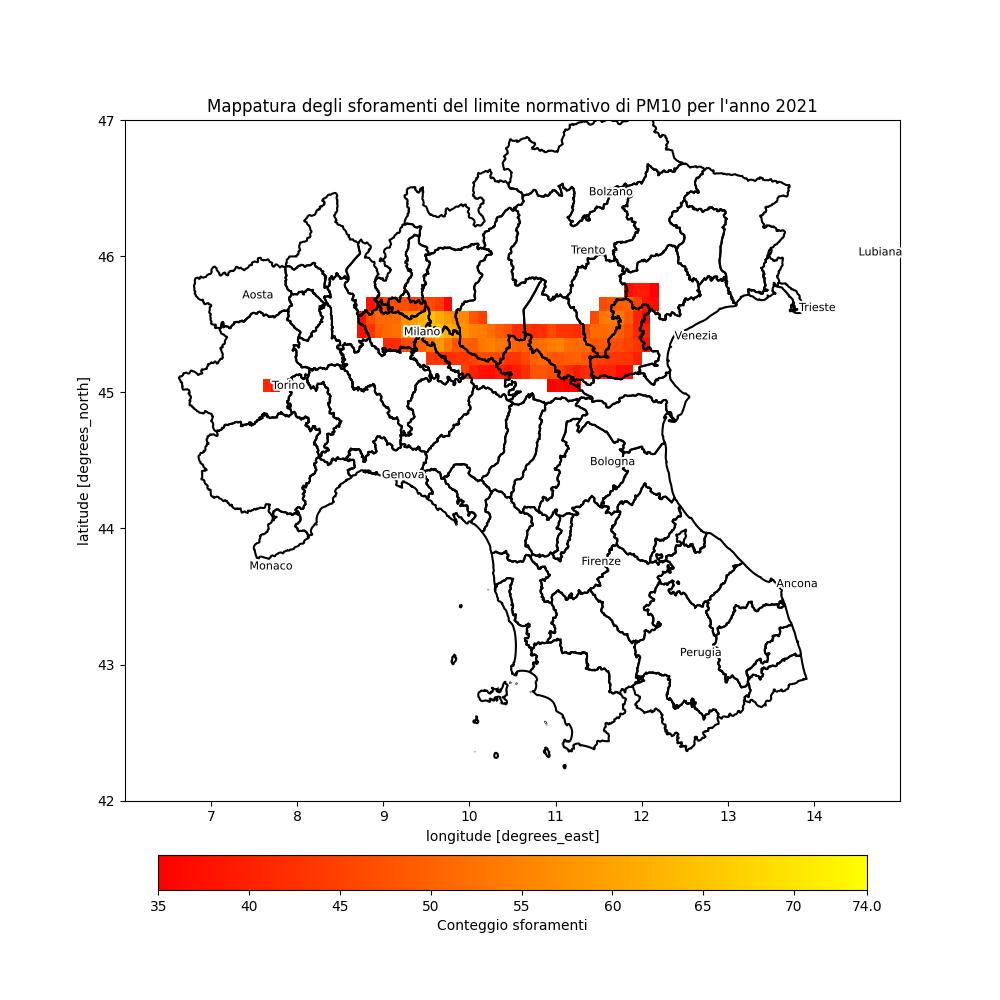 Mappatura degli sforamenti del limite normativo di PM10 per l'anno 2021
47
Bolzano
46
Trento
Lubiana
Aosta
Trieste
Milano
Venezia
45
Torino
latitude [degrees_north]
Genova
Bologna
44
Firenze
Monaco
Ancona
43
Perugia
42
7 8 9 10 11 12 13 14
longitude [degrees_east]
35 40 45 50 55 60 65 70 74.0
Conteggio sforamenti